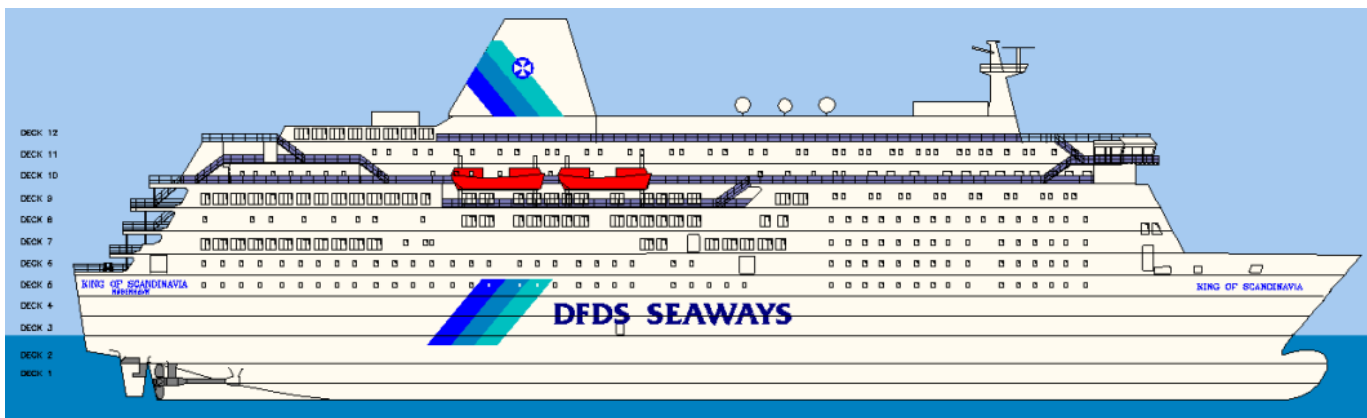 DECK 12
DECK 11
DECK 10
DECK 9
DECK 8
DECK 7
DECK 6
DECK 5
DECK 4
DECK 3
DECK 2
DECK 1
KING OF SCANDINAVIA
KING OF SCANDINAVIA
DFDS SEAWAYS